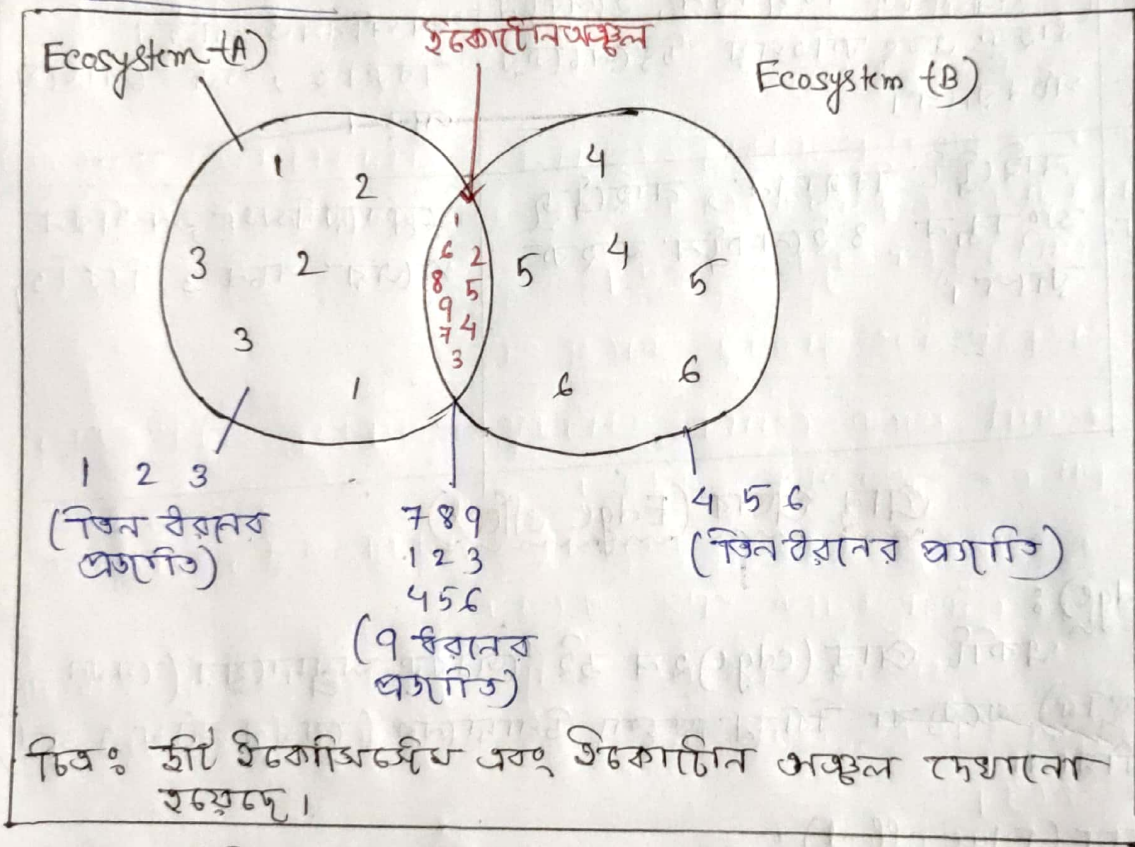 Ecosystem (A)
ইকোটোন অঞ্চল
Ecosystem (B)
1
2
3
2
3
1
1
6 2
8 5
9
7 4
3
4
4
5
5
6
6
1 2 3
(তিন ধরনের
প্রজাতি)
7 8 9
1 2 3
4 5 6
(9 ধরনের
প্রজাতি)
4 5 6
(তিন ধরনের প্রজাতি)
চিত্রঃ দুটি ইকোসিস্টেম এবং ইকোটোন অঞ্চল দেখানো
হয়েছে।